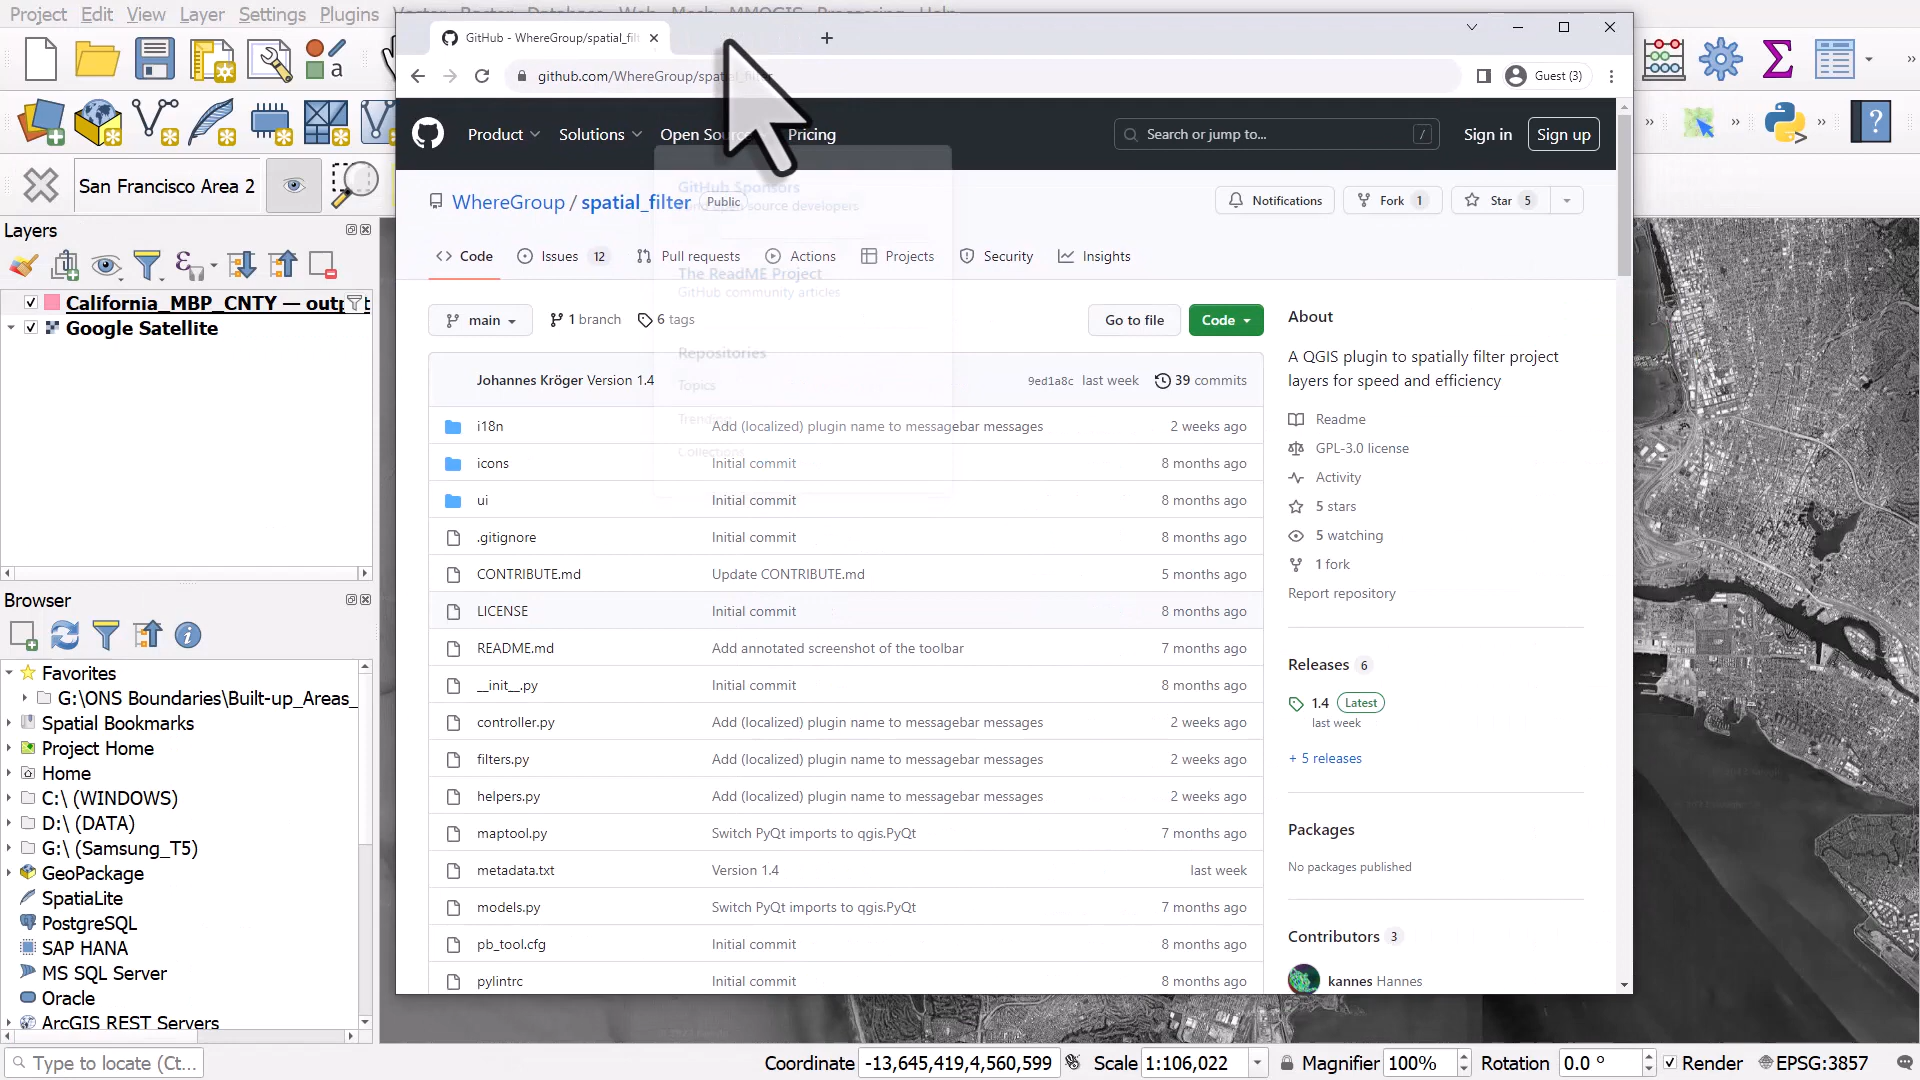 Project Edit View Layer Settings Plugins
GitHub - WhereGroup/spatial_filt
github.com/WhereGroup/spatial_filter
Guest (3)
Product Solutions Open Source Pricing
Search or jump to... /
Sign in Sign up
San Francisco Area 2
GitHub Sponsors
WhereGroup / spatial_filter Public
Notifications Fork 1 Star 5
Layers
Code Issues 12 Pull requests Actions Projects Security Insights
The ReadME Project
GitHub community articles
California_MBP_CNTY — outpt
Google Satellite
main 1 branch 6 tags
Go to file Code
Repositories
Topics
Trending
Collections
Johannes Kröger Version 1.4 9ed1a8c last week 39 commits
i18n Add (localized) plugin name to messagebar messages 2 weeks ago
icons Initial commit 8 months ago
ui Initial commit 8 months ago
.gitignore Initial commit 8 months ago
CONTRIBUTE.md Update CONTRIBUTE.md 5 months ago
LICENSE Initial commit 8 months ago
README.md Add annotated screenshot of the toolbar 7 months ago
__init__.py Initial commit 8 months ago
controller.py Add (localized) plugin name to messagebar messages 2 weeks ago
filters.py Add (localized) plugin name to messagebar messages 2 weeks ago
helpers.py Add (localized) plugin name to messagebar messages 2 weeks ago
maptool.py Switch PyQt imports to qgis.PyQt 7 months ago
metadata.txt Version 1.4 last week
models.py Switch PyQt imports to qgis.PyQt 7 months ago
pb_tool.cfg Initial commit 8 months ago
pylintrc Initial commit 8 months ago
About
A QGIS plugin to spatially filter project
layers for speed and efficiency
Readme
GPL-3.0 license
Activity
5 stars
5 watching
1 fork
Report repository
Releases 6
1.4 Latest
last week
+ 5 releases
Packages
No packages published
Contributors 3
kannes Hannes
Browser
Favorites
G:\ONS Boundaries\Built-up_Areas_
Spatial Bookmarks
Project Home
Home
C:\ (WINDOWS)
D:\ (DATA)
G:\ (Samsung_T5)
GeoPackage
SpatiaLite
PostgreSQL
SAP HANA
MS SQL Server
Oracle
ArcGIS REST Servers
Type to locate (Ct...
Coordinate -13,645,419,4,560,599 Scale 1:106,022 Magnifier 100% Rotation 0.0 ° Render EPSG:3857